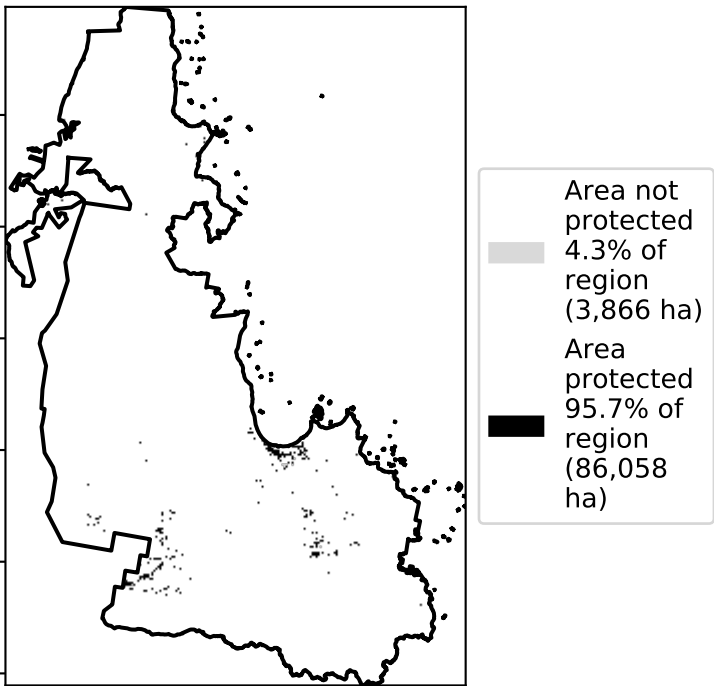 Area not
protected
4.3% of
region
(3,866 ha)
Area
protected
95.7% of
region
(86,058
ha)